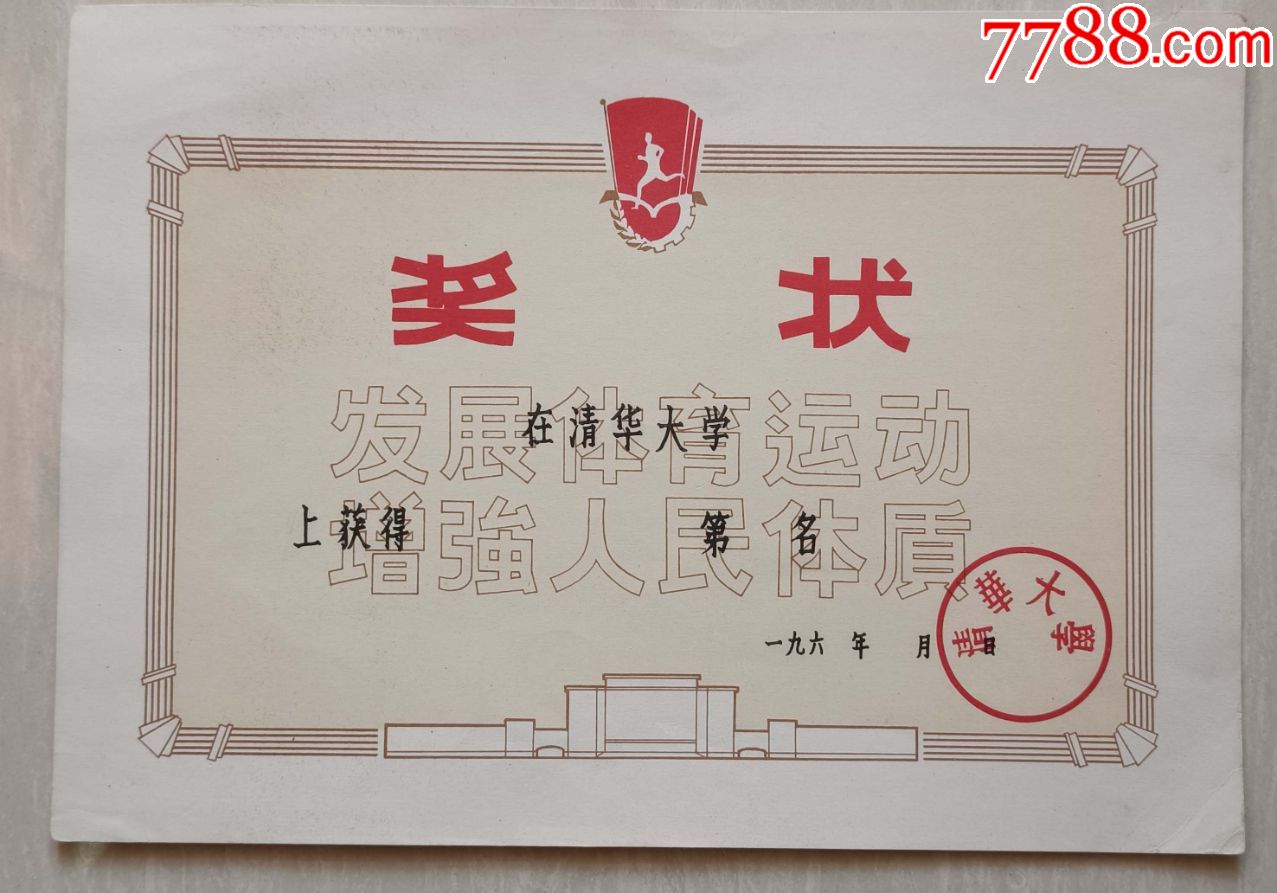 7788.com
奖状
发展体育运动
在清华大学
增強人民体质
上获得 第 名
一九六 年 月 日
清華大學